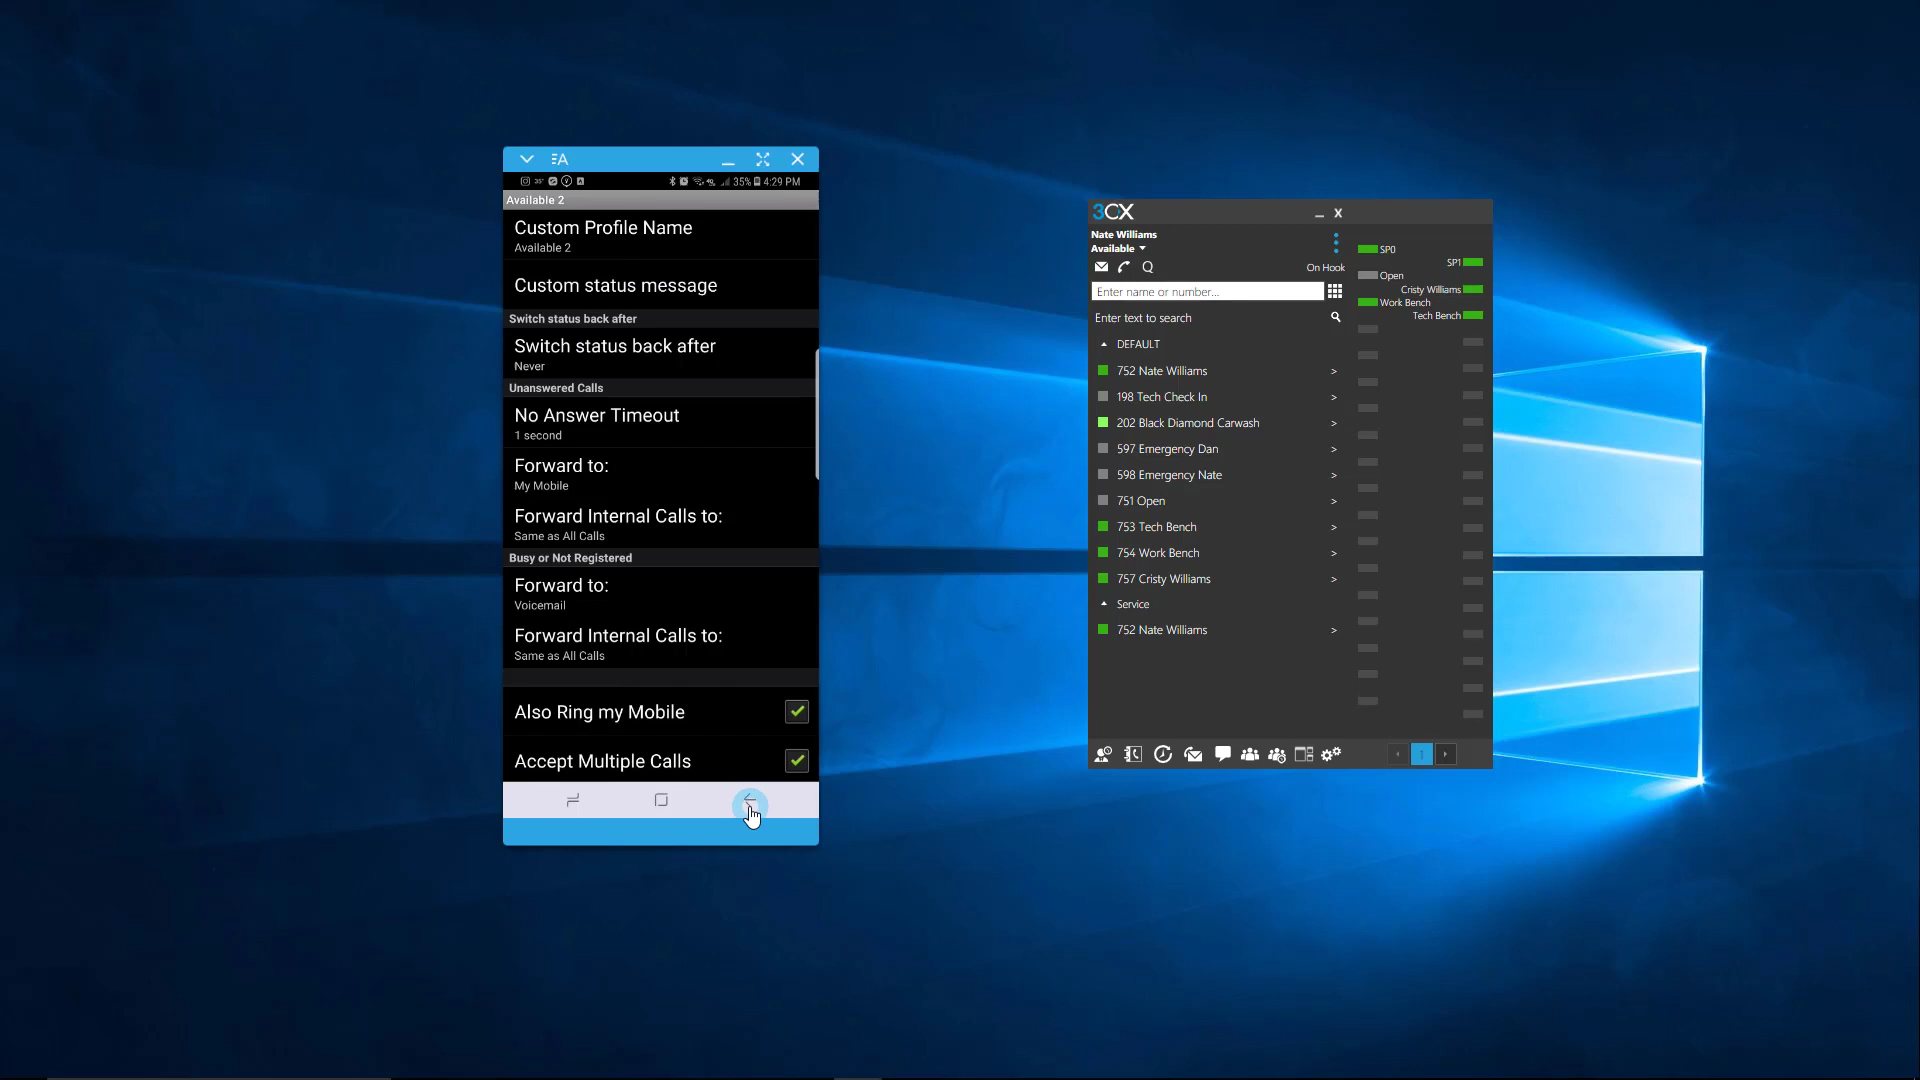 35°
35% 4:29 PM
Available 2
Custom Profile Name
Available 2
Custom status message
Switch status back after
Switch status back after
Never
Unanswered Calls
No Answer Timeout
1 second
Forward to:
My Mobile
Forward Internal Calls to:
Same as All Calls
Busy or Not Registered
Forward to:
Voicemail
Forward Internal Calls to:
Same as All Calls
Also Ring my Mobile
Accept Multiple Calls
3CX
Nate Williams
Available
On Hook
Enter name or number...
Enter text to search
DEFAULT
752 Nate Williams
198 Tech Check In
202 Black Diamond Carwash
597 Emergency Dan
598 Emergency Nate
751 Open
753 Tech Bench
754 Work Bench
757 Cristy Williams
Service
752 Nate Williams
SP0
SP1
Open
Cristy Williams
Work Bench
Tech Bench
1